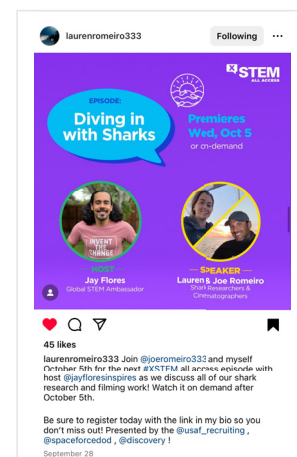 laurenromeiro333
Following
XSTEM
ALL ACCESS
EPISODE:
Diving in
with Sharks
Premieres
Wed, Oct 5
or on-demand
INVENT
THE
CHANGE
HOST
Jay Flores
Global STEM Ambassador
SPEAKER
Lauren & Joe Romeiro
Shark Researchers &
Cinematographers
45 likes
laurenromeiro333 Join @joeromeiro333 and myself
October 5th for the next #XSTEM all access episode with
host @jayfloresinspires as we discuss all of our shark
research and filming work! Watch it on demand after
October 5th.
Be sure to register today with the link in my bio so you
don't miss out! Presented by the @usaf_recruiting ,
@spaceforcedod , @discovery !
September 28